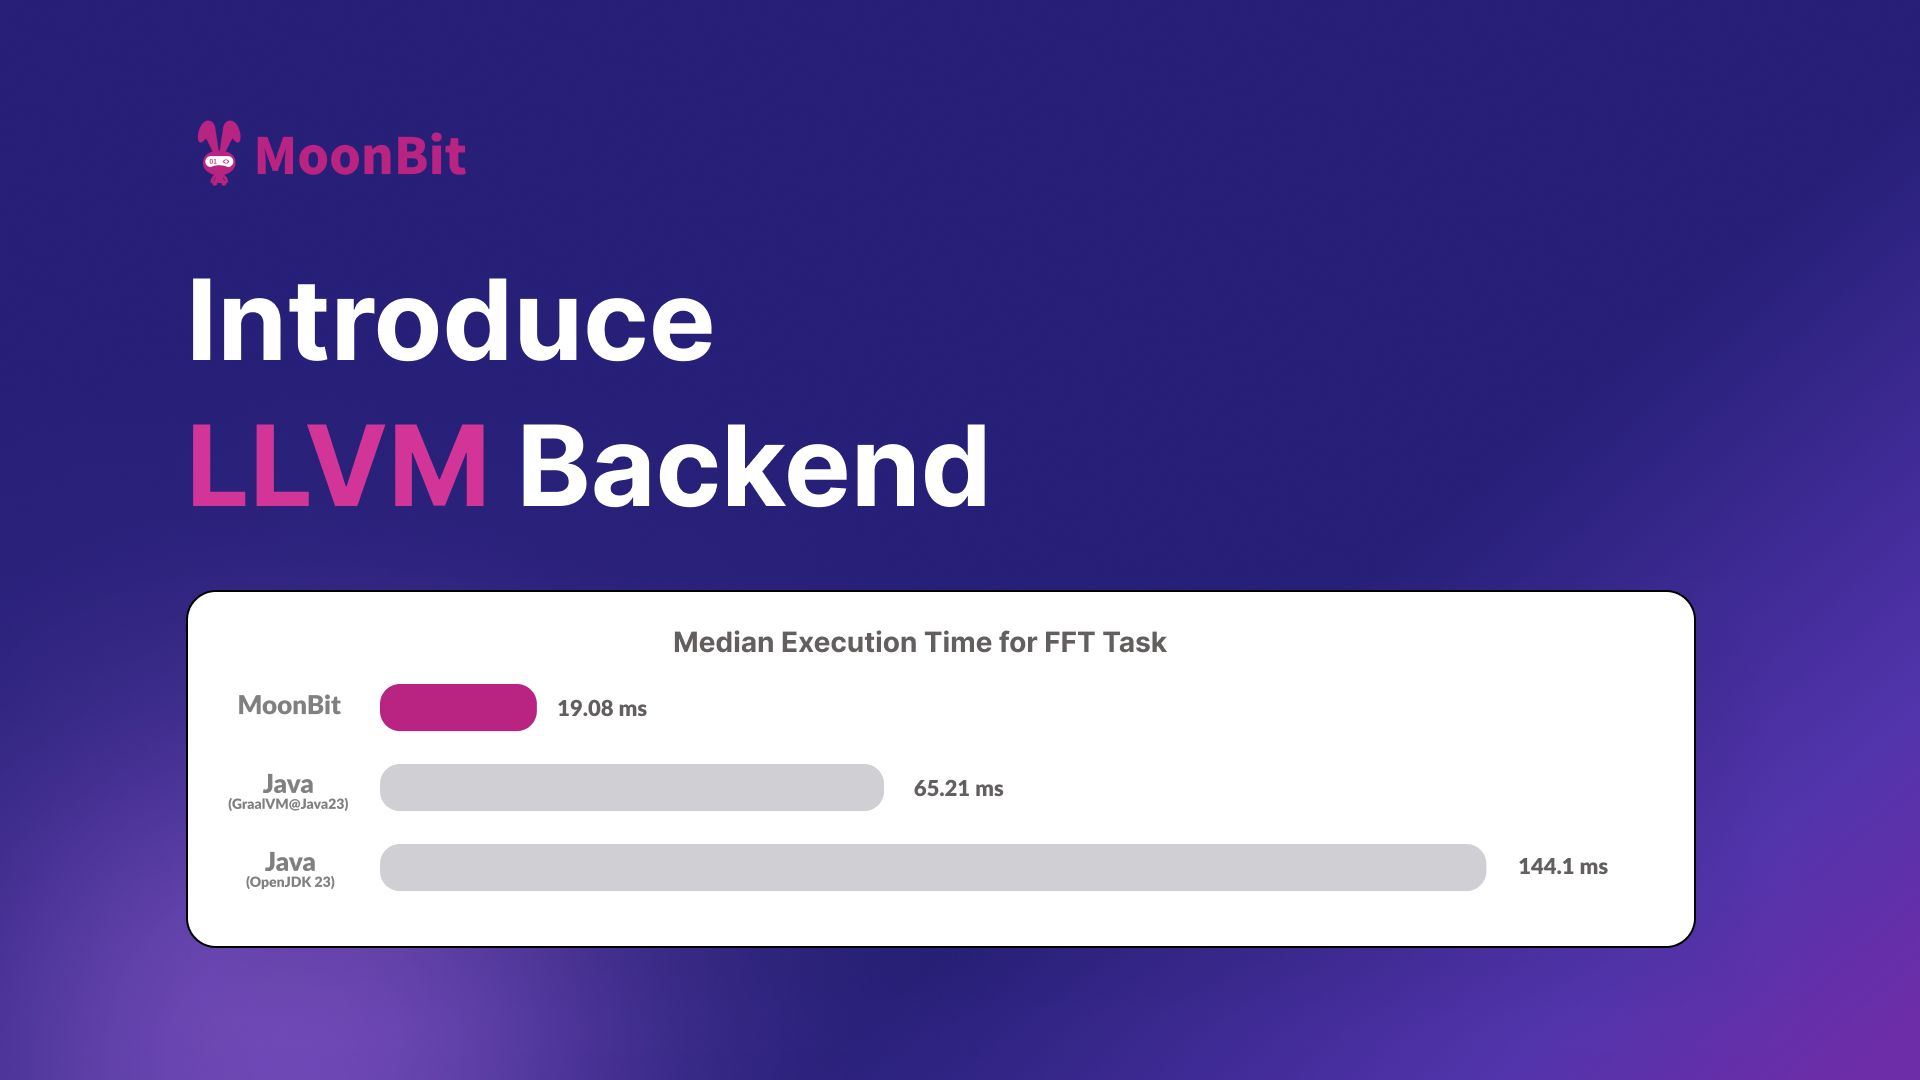 MoonBit
Introduce
LLVM Backend
Median Execution Time for FFT Task
MoonBit
19.08 ms
Java
(GraalVM@Java23)
65.21 ms
Java
(OpenJDK 23)
144.1 ms